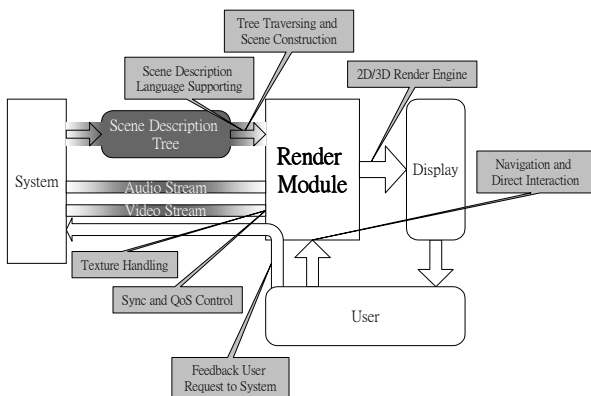 Tree Traversing and
Scene Construction
Scene Description
Language Supporting
2D/3D Render Engine
Scene Description
Tree
System
Render
Module
Display
Navigation and
Direct Interaction
Audio Stream
Video Stream
Texture Handling
Sync and QoS Control
User
Feedback User
Request to System